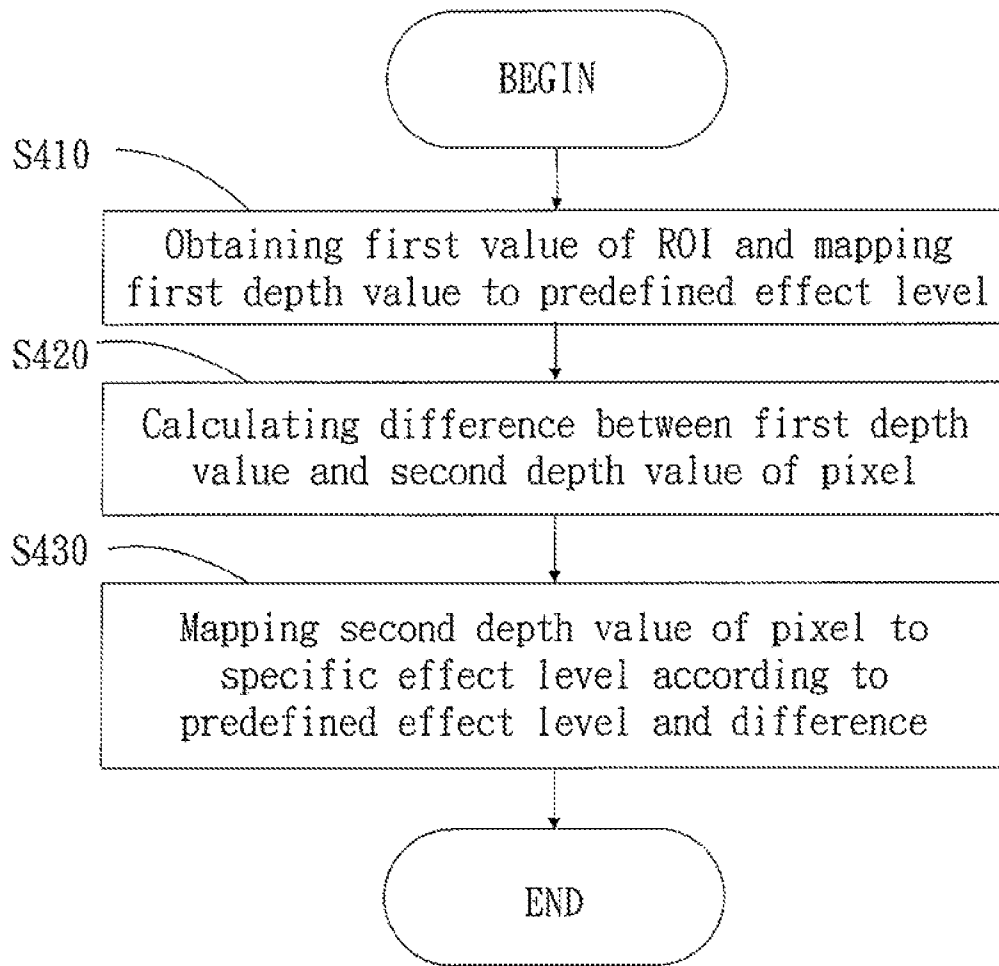 BEGIN
S410
Obtaining first value of ROI and mapping
first depth value to predefined effect level
S420
Calculating difference between first depth
value and second depth value of pixel
S430
Mapping second depth value of pixel to
specific effect level according to
predefined effect level and difference
END